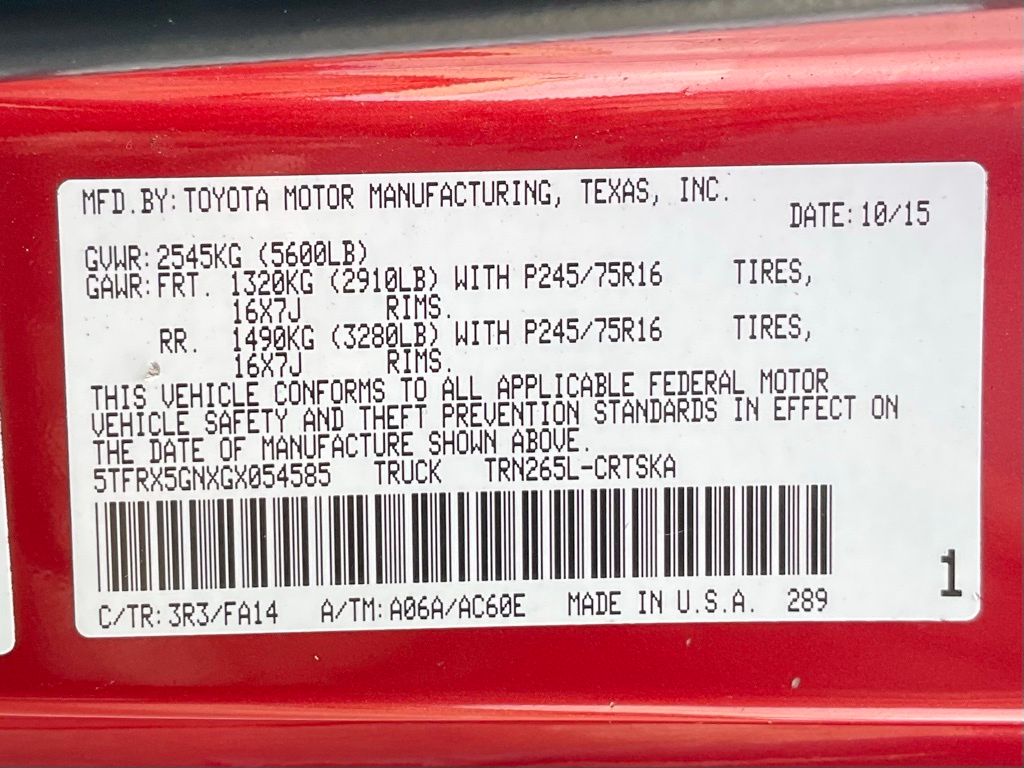 MFD.BY:TOYOTA MOTOR MANUFACTURING, TEXAS, INC.
DATE:10/15
GVWR:2545KG (5600LB)
GAWR:FRT. 1320KG (2910LB) WITH P245/75R16 TIRES,
16X7J RIMS.
RR. 1490KG (3280LB) WITH P245/75R16 TIRES,
16X7J RIMS.
THIS VEHICLE CONFORMS TO ALL APPLICABLE FEDERAL MOTOR
VEHICLE SAFETY AND THEFT PREVENTION STANDARDS IN EFFECT ON
THE DATE OF MANUFACTURE SHOWN ABOVE.
5TFRX5GNXGX054585 TRUCK TRN265L-CRTSKA
C/TR:3R3/FA14 A/TM:A06A/AC60E MADE IN U.S.A. 289
1